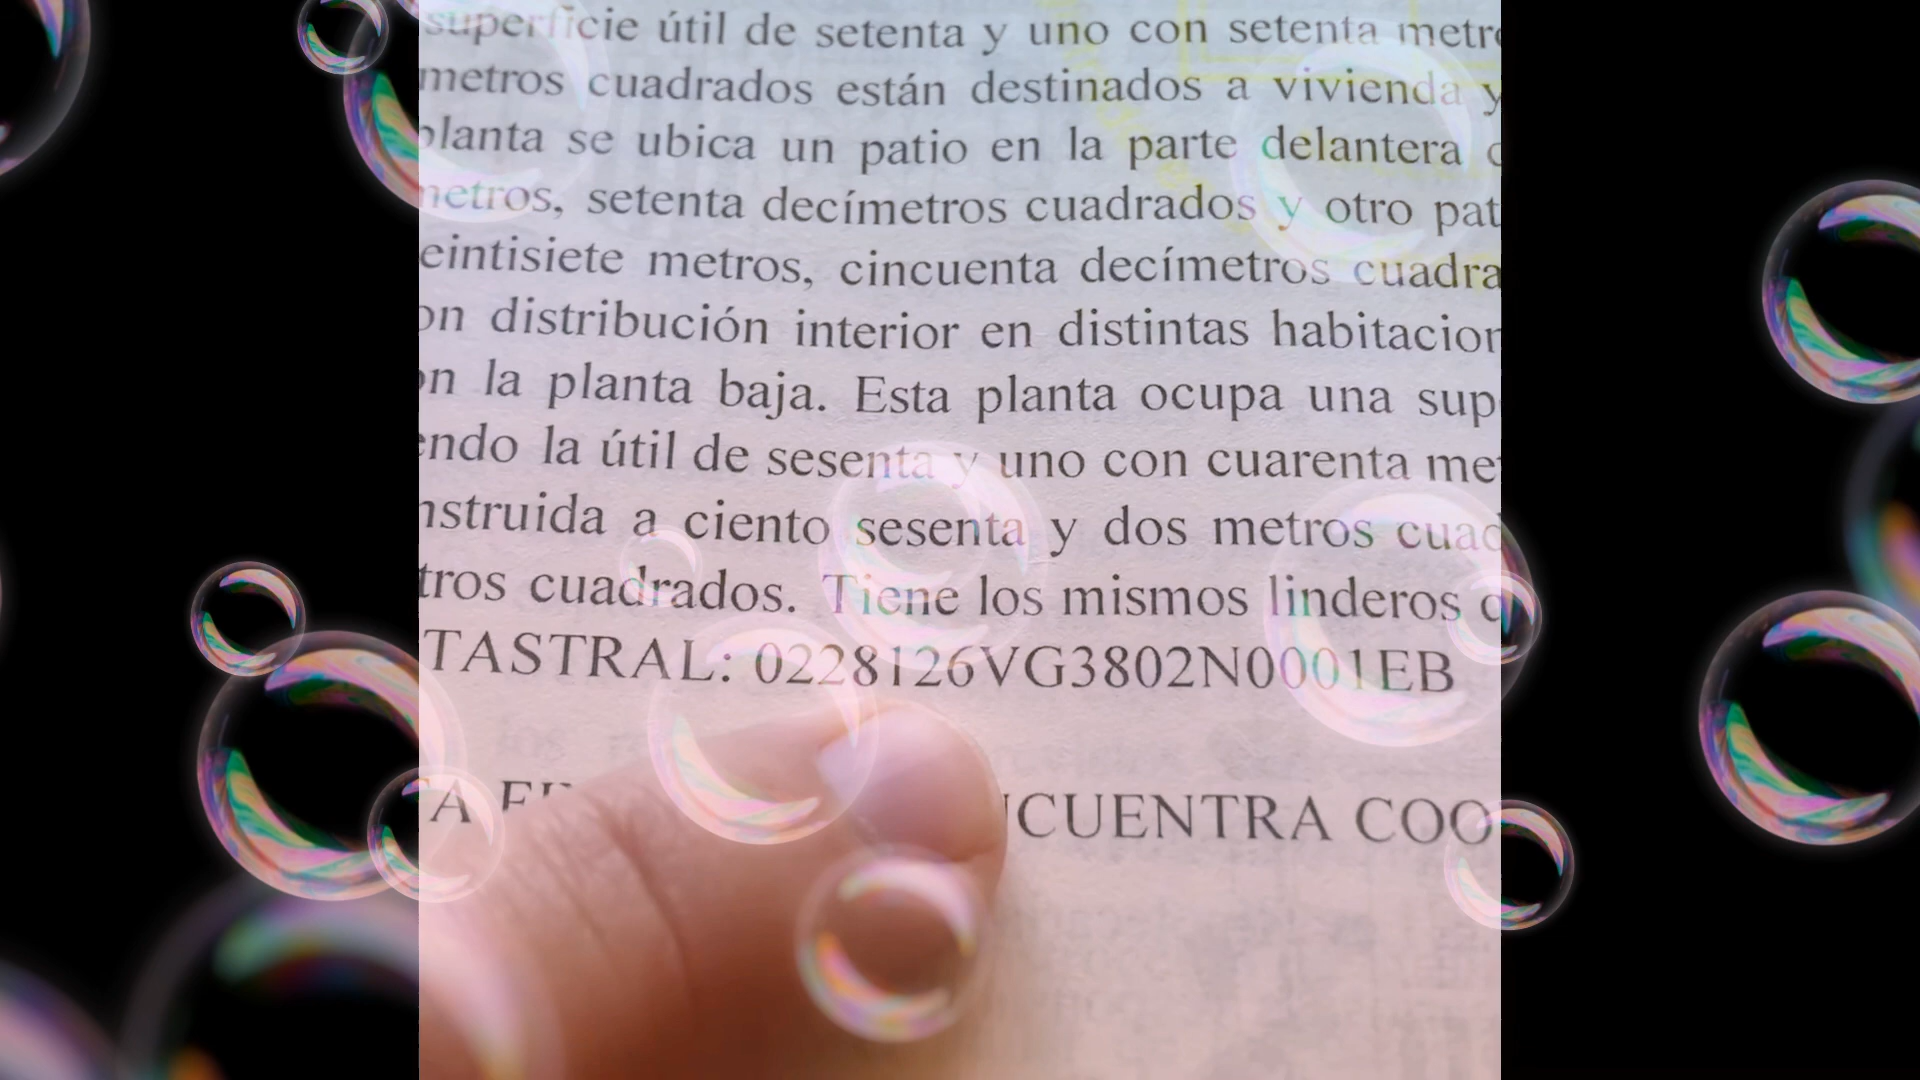 superficie útil de setenta y uno con setenta metro
metros cuadrados están destinados a vivienda y
planta se ubica un patio en la parte delantera
metros, setenta decímetros cuadrados y otro pat
eintisiete metros, cincuenta decímetros cuadra
on distribución interior en distintas habitacion
on la planta baja. Esta planta ocupa una sup
endo la útil de sesenta y uno con cuarenta met
nstruida a ciento sesenta y dos metros cuad
tros cuadrados. Tiene los mismos linderos
TASTRAL: 0228126VG3802N0001EB
NCUENTRA COO